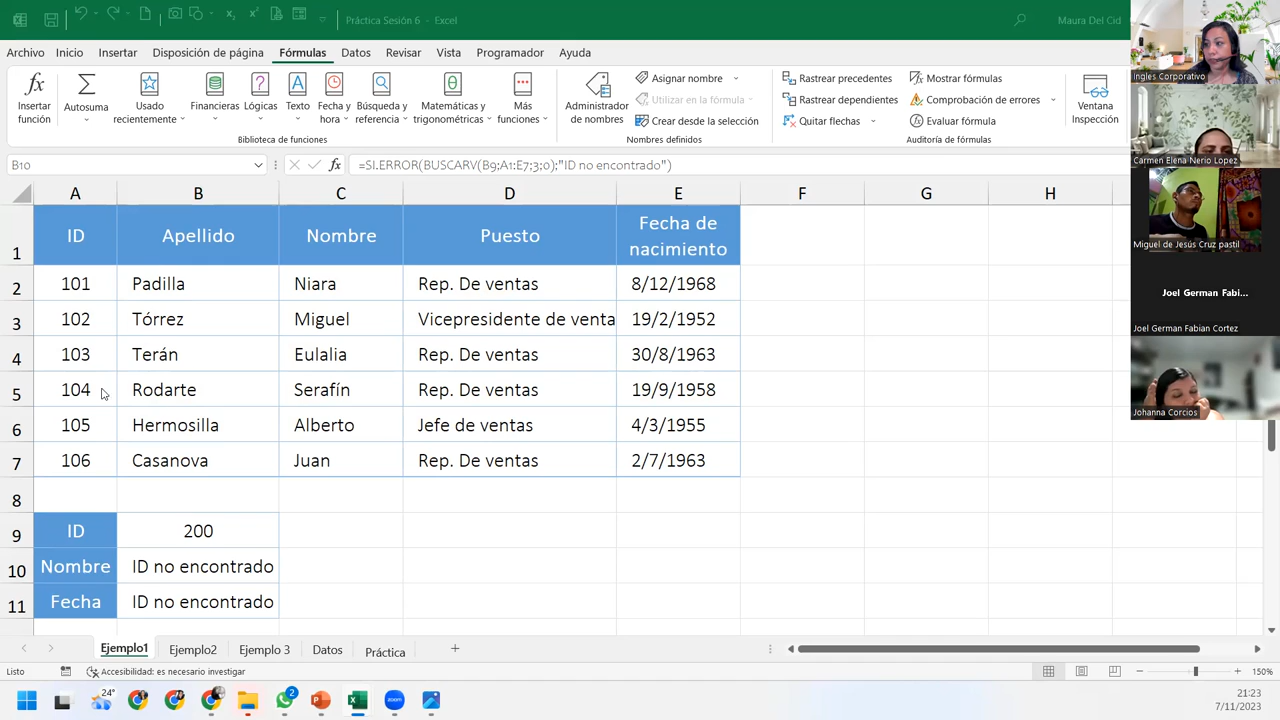 Práctica Sesión 6 - Excel
Maura Del Cid
Archivo Inicio Insertar Disposición de página Fórmulas Datos Revisar Vista Programador Ayuda
Insertar función
Autosuma
Usado recientemente
Financieras
Lógicas
Texto
Fecha y hora
Búsqueda y referencia
Matemáticas y trigonométricas
Más funciones
Biblioteca de funciones
Administrador de nombres
Asignar nombre
Utilizar en la fórmula
Crear desde la selección
Nombres definidos
Rastrear precedentes
Rastrear dependientes
Quitar flechas
Mostrar fórmulas
Comprobación de errores
Evaluar fórmula
Auditoría de fórmulas
Ventana Inspección
B10 fx =SI.ERROR(BUSCARV(B9;A1:E7;3;0);"ID no encontrado")
A B C D E F G H
1 ID Apellido Nombre Puesto Fecha de nacimiento
2 101 Padilla Niara Rep. De ventas 8/12/1968
3 102 Tórrez Miguel Vicepresidente de venta 19/2/1952
4 103 Terán Eulalia Rep. De ventas 30/8/1963
5 104 Rodarte Serafín Rep. De ventas 19/9/1958
6 105 Hermosilla Alberto Jefe de ventas 4/3/1955
7 106 Casanova Juan Rep. De ventas 2/7/1963
8
9 ID 200
10 Nombre ID no encontrado
11 Fecha ID no encontrado
Ejemplo1 Ejemplo2 Ejemplo 3 Datos Práctica
Listo Accesibilidad: es necesario investigar 150%
24° 2 zoom 21:23
7/11/2023
Ingles Corporativo
Carmen Elena Nerio Lopez
Miguel de Jesús Cruz pastil
Joel German Fabi...
Joel German Fabian Cortez
Johanna Corcios